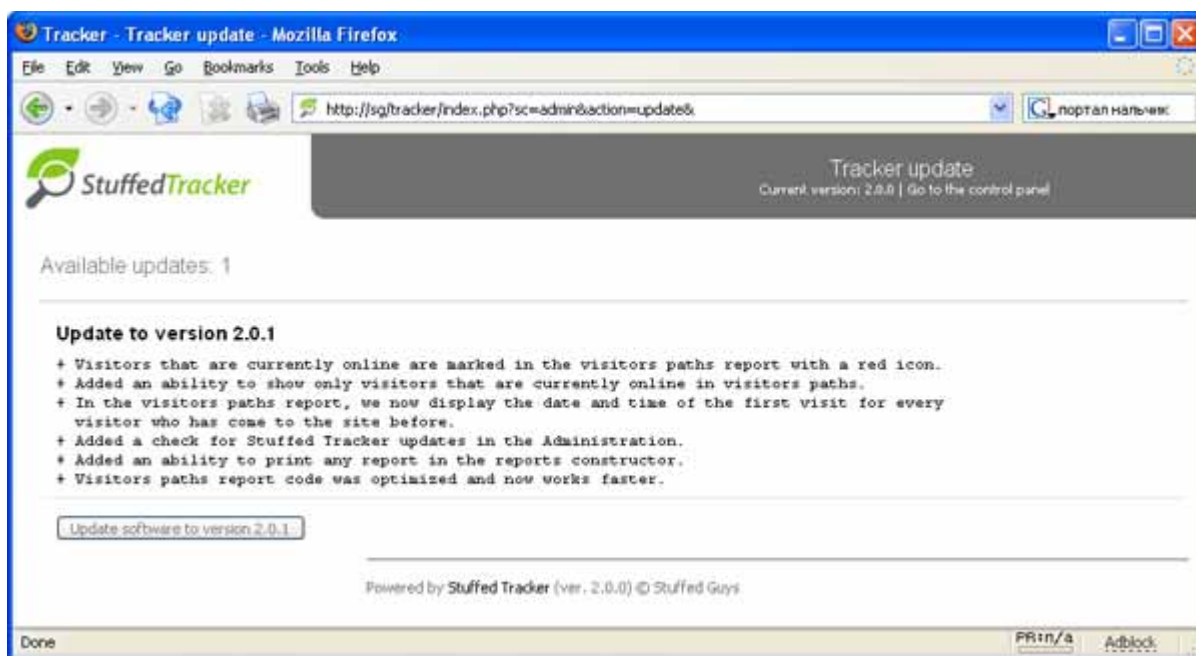 Tracker - Tracker update - Mozilla Firefox
File Edit View Go Bookmarks Tools Help
http://sg/tracker/index.php?sc=admin&action=update& портал нальчик
StuffedTracker
Tracker update
Current version: 2.0.0 | Go to the control panel
Available updates: 1
Update to version 2.0.1
+ Visitors that are currently online are marked in the visitors paths report with a red icon.
+ Added an ability to show only visitors that are currently online in visitors paths.
+ In the visitors paths report, we now display the date and time of the first visit for every
visitor who has come to the site before.
+ Added a check for Stuffed Tracker updates in the Administration.
+ Added an ability to print any report in the reports constructor.
+ Visitors paths report code was optimized and now works faster.
Update software to version 2.0.1
Powered by Stuffed Tracker (ver. 2.0.0) © Stuffed Guys
Done PR:n/a Adblock